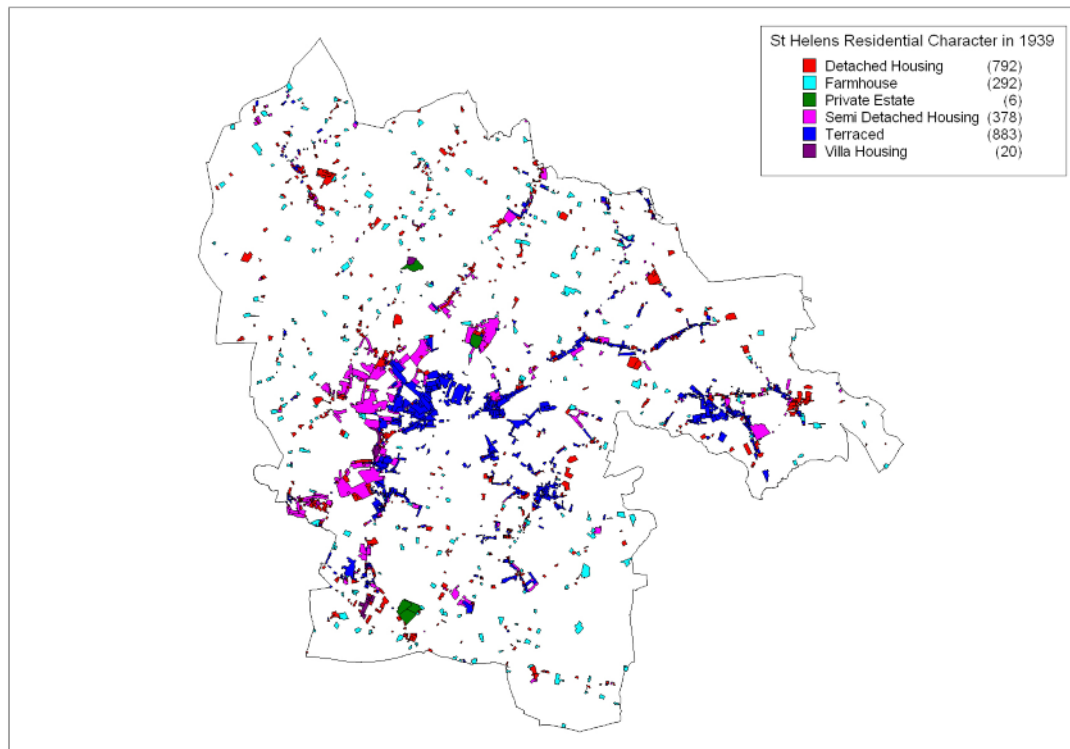 St Helens Residential Character in 1939
Detached Housing (792)
Farmhouse (292)
Private Estate (6)
Semi Detached Housing (378)
Terraced (883)
Villa Housing (20)